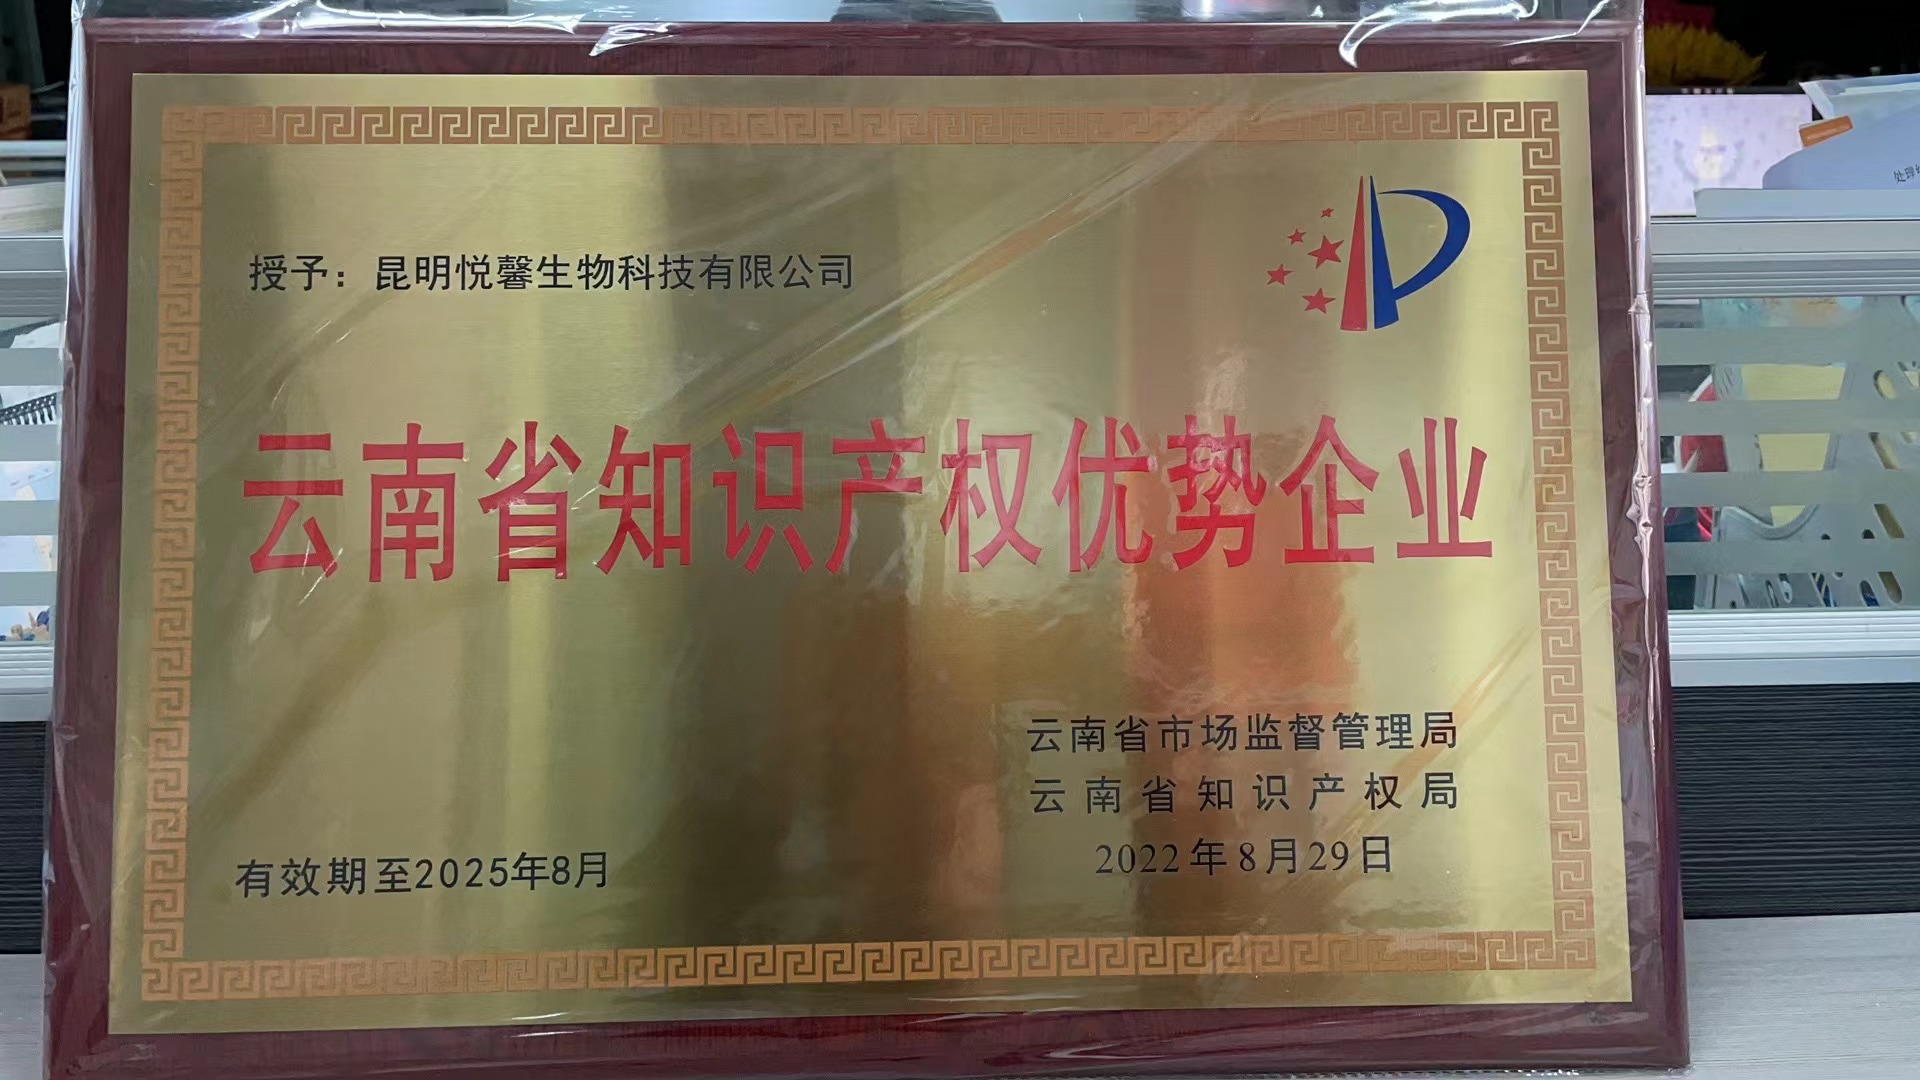 授予：昆明悦馨生物科技有限公司
云南省知识产权优势企业
云南省市场监督管理局
云南省知识产权局
2022年8月29日
有效期至2025年8月
处理